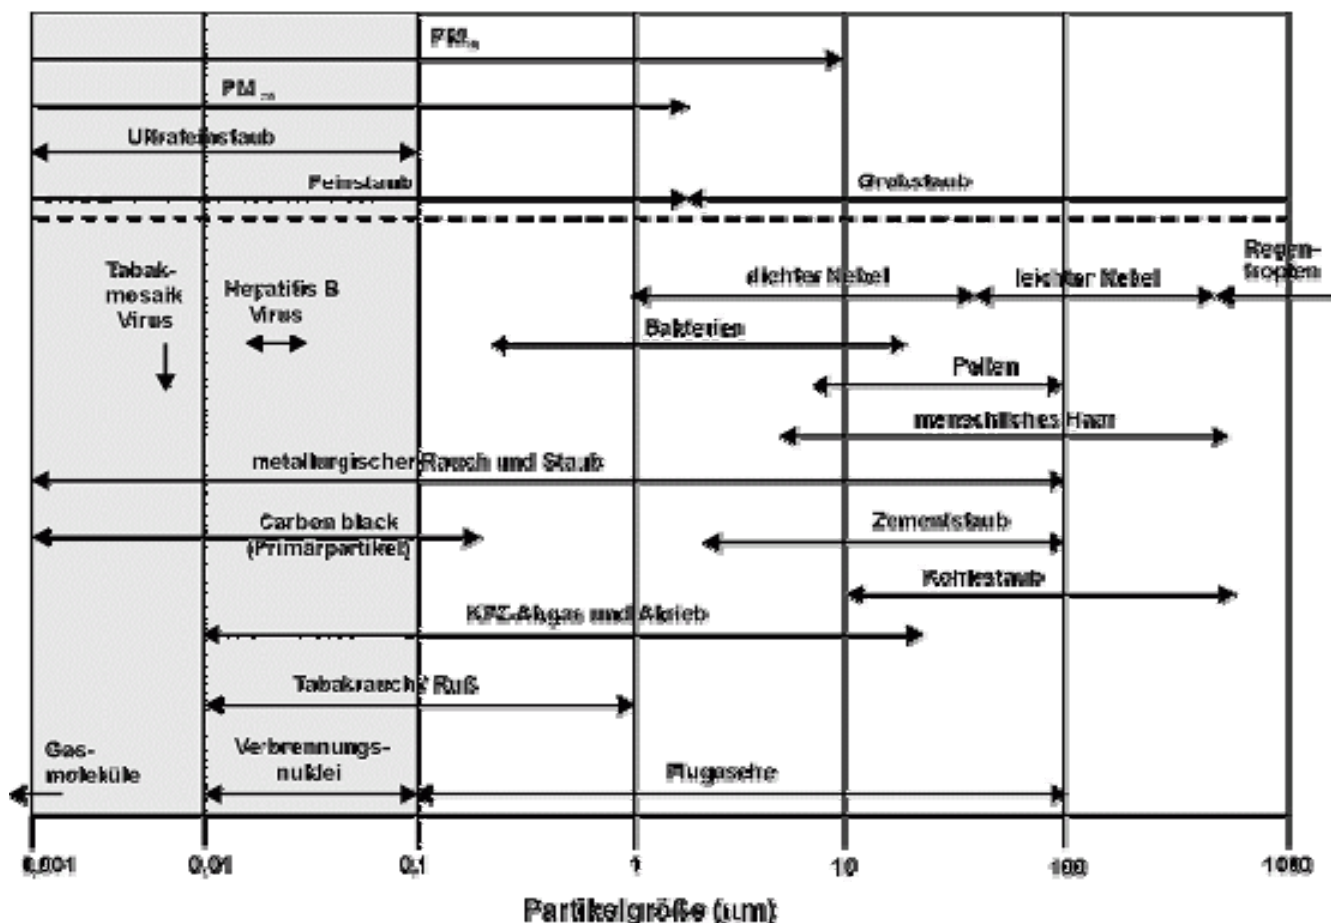 PM₁₀
PM₂,₅
Ultrafeinstaub
Feinstaub
Grobstaub
Tabak-
mosaik
Virus
Hepatitis B
Virus
dichter Nebel
leichter Nebel
Regen-
tropfen
Bakterien
Pollen
menschliches Haar
metallurgischer Rauch und Staub
Carbon black
(Primärpartikel)
Zementstaub
Kohlestaub
KFZ-Abgas und Abrieb
Tabakrauch/ Ruß
Gas-
moleküle
Verbrennungs-
nuklei
Flugasche
0,001
0,01
0,1
1
10
100
1000
Partikelgröße (µm)